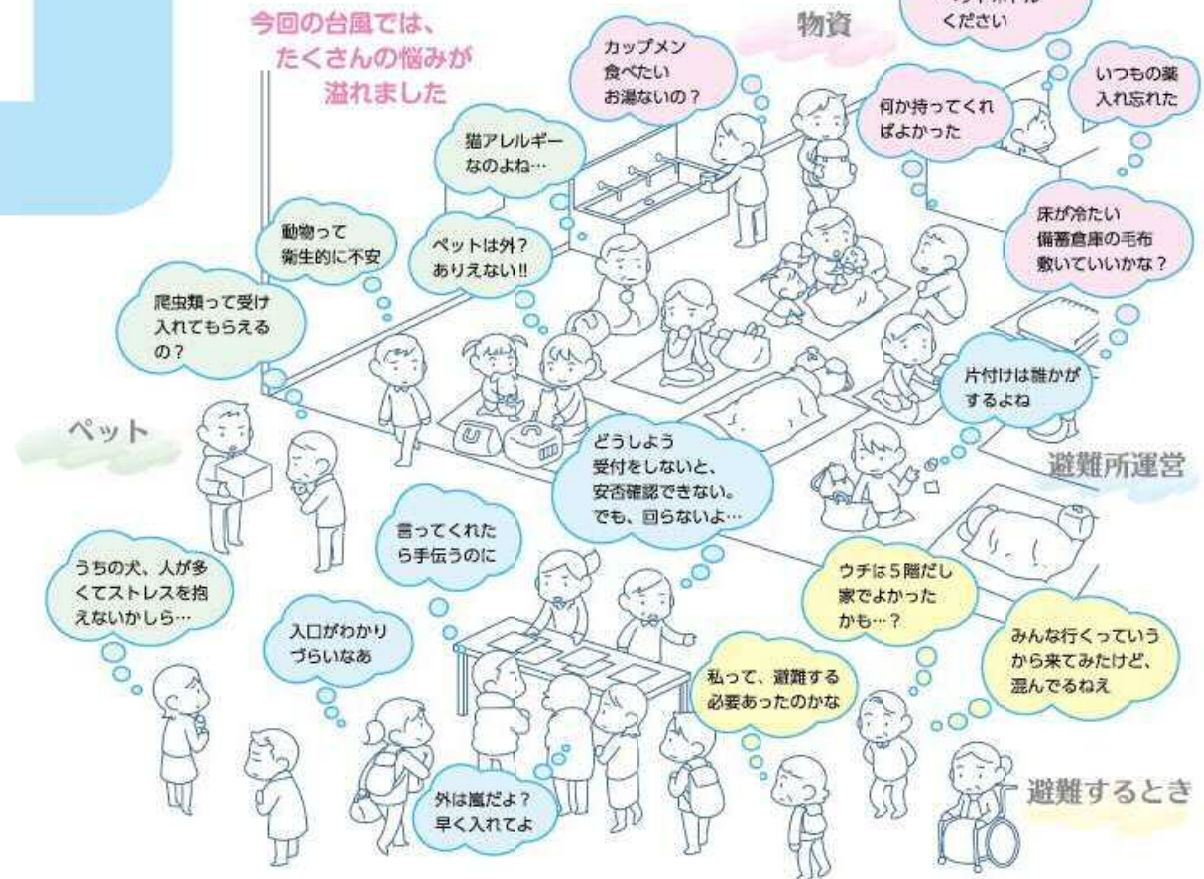 今回の台風では、
たくさんの悩みが
溢れました
物資
ください
カップメン
食べたい
お湯ないの?
何か持ってくれ
ばよかった
いつもの薬
入れ忘れた
床が冷たい
備蓄倉庫の毛布
敷いていいかな?
猫アレルギー
なのよね…
ペットは外?
ありえない!!
動物って
衛生的に不安
爬虫類って受け
入れてもらえる
の?
ペット
うちの犬、人が多
くてストレスを抱
えないかしら…
片付けは誰かが
するよね
避難所運営
どうしよう
受付をしないと、
安否確認できない。
でも、回らないよ…
言ってくれた
ら手伝うのに
入口がわかり
づらいなあ
外は嵐だよ?
早く入れてよ
ウチは5階だし
家でよかった
かも…?
みんな行くっていう
から来てみたけど、
混んでるねえ
私って、避難する
必要あったのかな
避難するとき